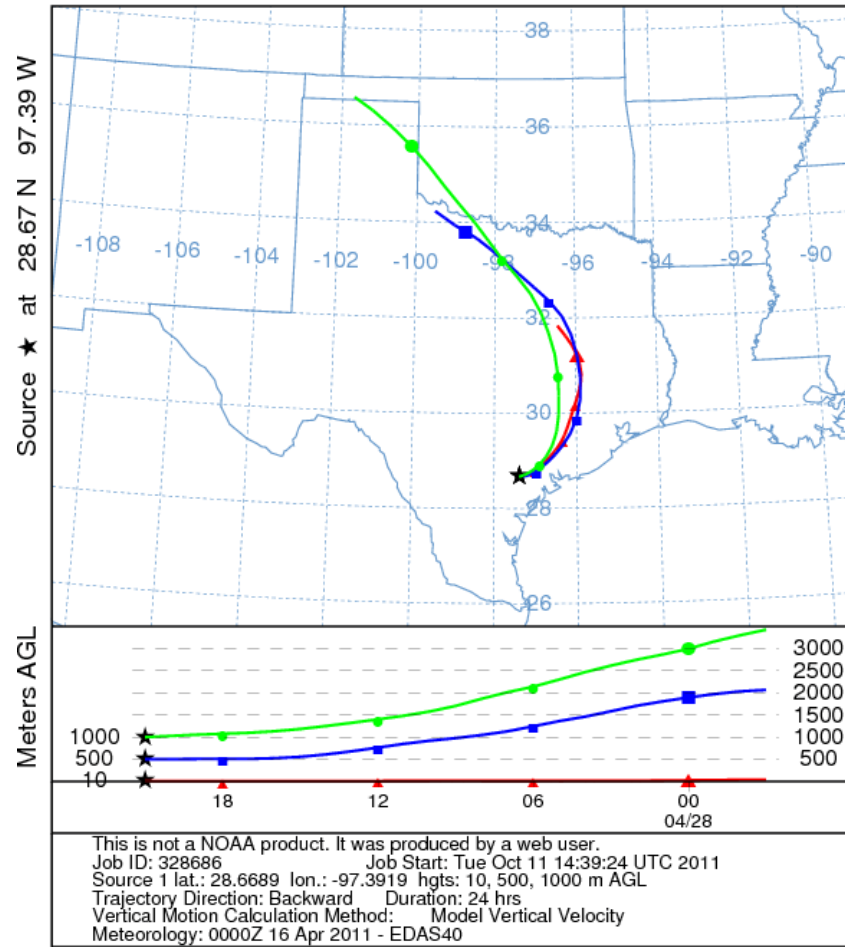 Source ★ at 28.67 N 97.39 W
38
36
34
-108 -106 -104 -102 -100 -98 -96 -94 -92 -90
32
30
28
26
Meters AGL
3000
2500
2000
1500
1000 1000
500 500
10
18 12 06 00
04/28
This is not a NOAA product. It was produced by a web user.
Job ID: 328686 Job Start: Tue Oct 11 14:39:24 UTC 2011
Source 1 lat.: 28.6689 lon.: -97.3919 hgts: 10, 500, 1000 m AGL
Trajectory Direction: Backward Duration: 24 hrs
Vertical Motion Calculation Method: Model Vertical Velocity
Meteorology: 0000Z 16 Apr 2011 - EDAS40